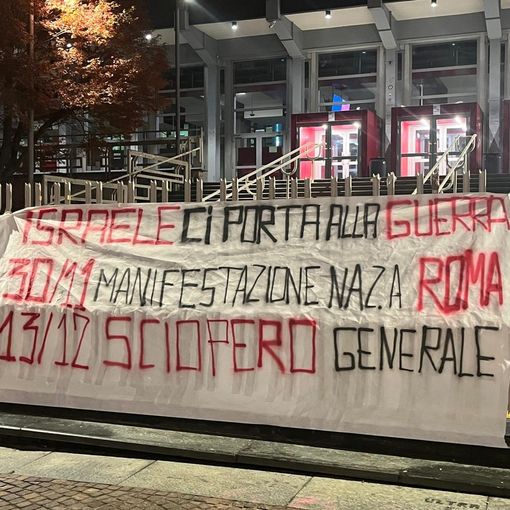 ISRAELE CI PORTA ALLA GUERRA
30/11 MANIFESTAZIONE NAZ. A ROMA
13/12 SCIOPERO GENERALE